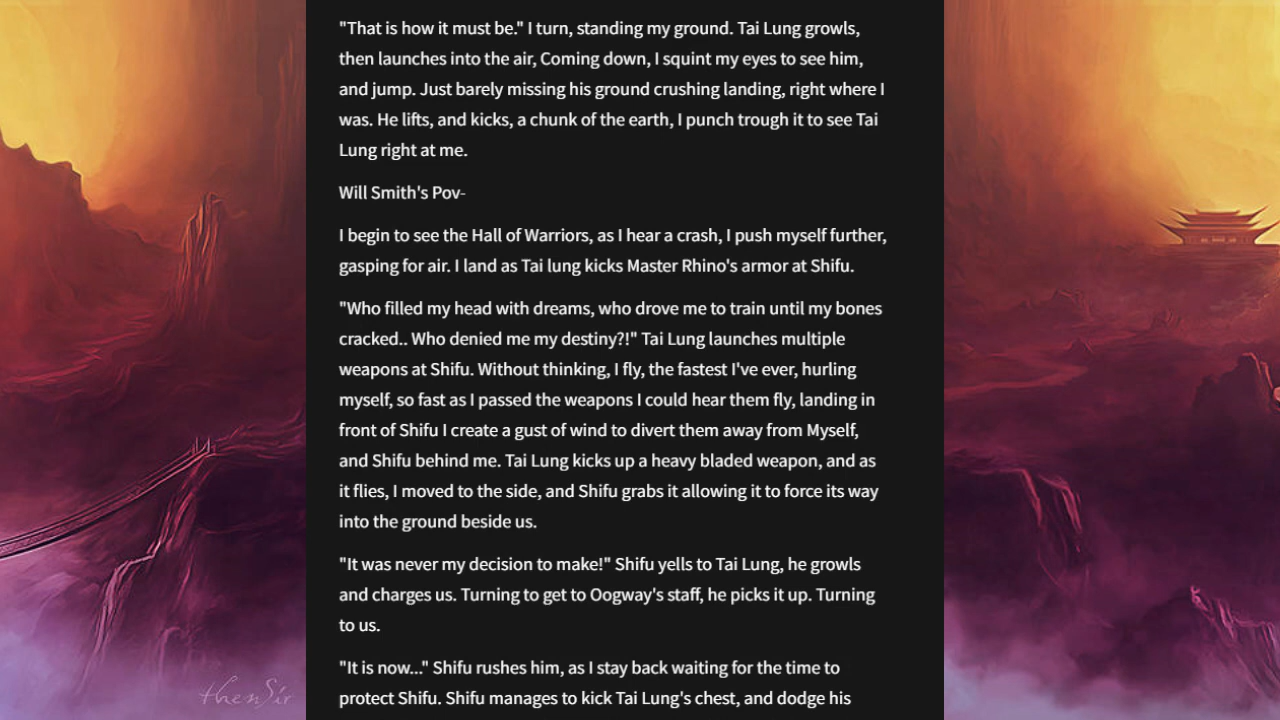 "That is how it must be." I turn, standing my ground. Tai Lung growls,
then launches into the air, Coming down, I squint my eyes to see him,
and jump. Just barely missing his ground crushing landing, right where I
was. He lifts, and kicks, a chunk of the earth, I punch trough it to see Tai
Lung right at me.
Will Smith's Pov-
I begin to see the Hall of Warriors, as I hear a crash, I push myself further,
gasping for air. I land as Tai lung kicks Master Rhino's armor at Shifu.
"Who filled my head with dreams, who drove me to train until my bones
cracked.. Who denied me my destiny?!" Tai Lung launches multiple
weapons at Shifu. Without thinking, I fly, the fastest I've ever, hurling
myself, so fast as I passed the weapons I could hear them fly, landing in
front of Shifu I create a gust of wind to divert them away from Myself,
and Shifu behind me. Tai Lung kicks up a heavy bladed weapon, and as
it flies, I moved to the side, and Shifu grabs it allowing it to force its way
into the ground beside us.
"It was never my decision to make!" Shifu yells to Tai Lung, he growls
and charges us. Turning to get to Oogway's staff, he picks it up. Turning
to us.
"It is now..." Shifu rushes him, as I stay back waiting for the time to
protect Shifu. Shifu manages to kick Tai Lung's chest, and dodge his